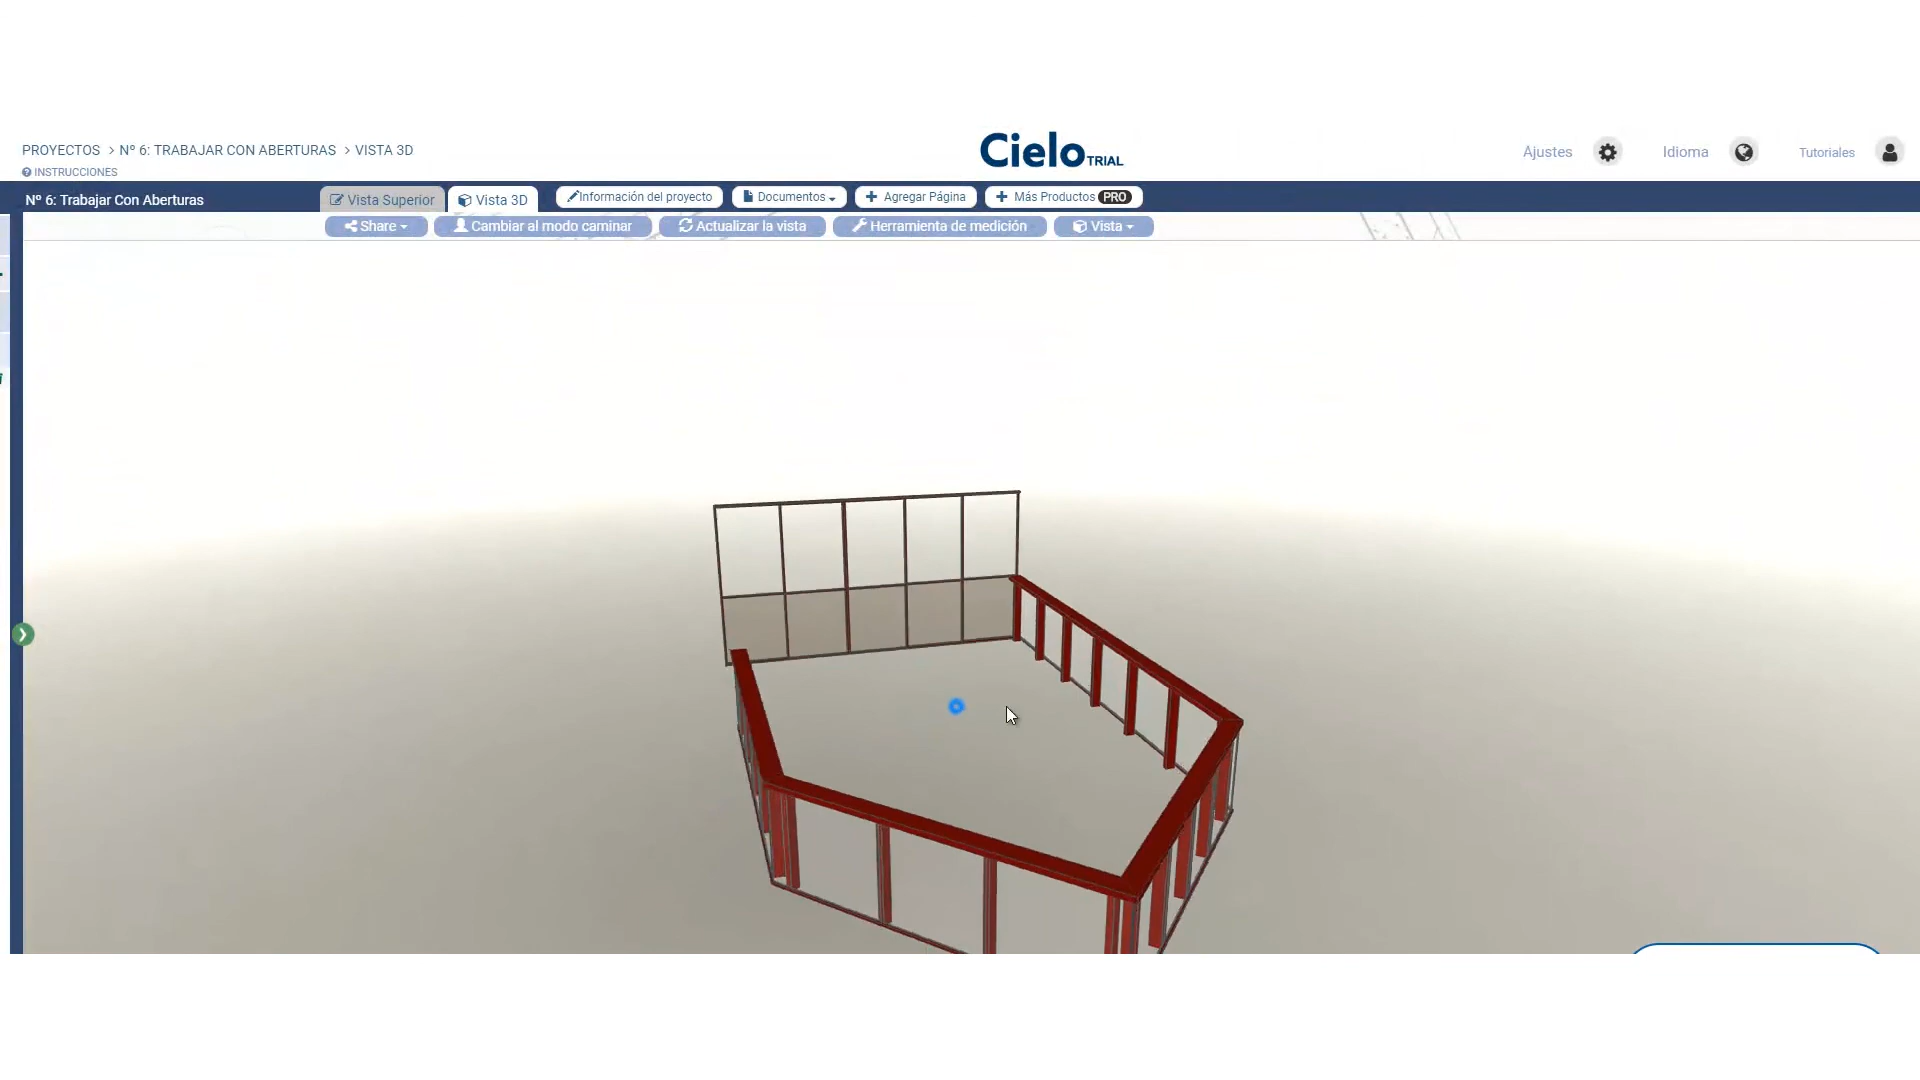 PROYECTOS > Nº 6: TRABAJAR CON ABERTURAS > VISTA 3D
INSTRUCCIONES
Cielo TRIAL
Ajustes
Idioma
Tutoriales
Nº 6: Trabajar Con Aberturas
Vista Superior
Vista 3D
Información del proyecto
Documentos
+ Agregar Página
+ Más Productos PRO
Share
Cambiar al modo caminar
Actualizar la vista
Herramienta de medición
Vista